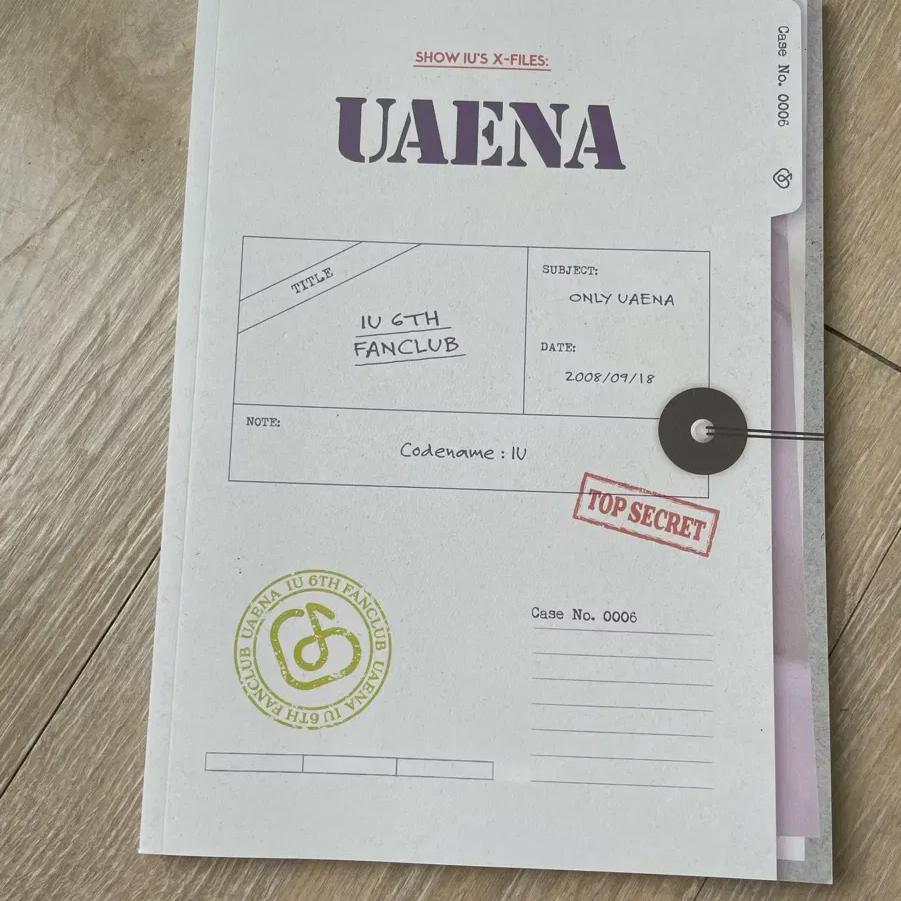 SHOW IU'S X-FILES:
UAENA
Case No. 0006
TITLE
IU 6TH
FANCLUB
SUBJECT:
ONLY UAENA
DATE:
2008/09/18
NOTE:
Codename : IU
TOP SECRET
UAENA IU 6TH FANCLUB UAENA IU 6TH FANCLUB
Case No. 0006